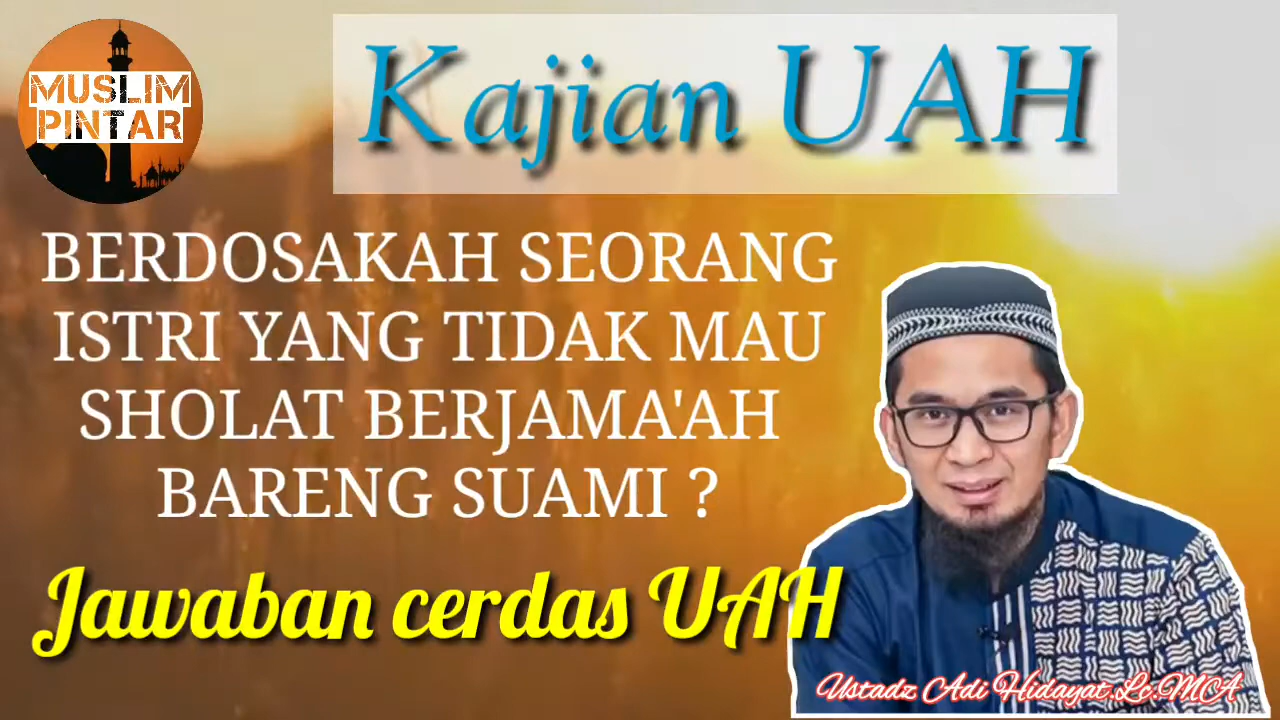 MUSLIM
PINTAR
Kajian UAH
BERDOSAKAH SEORANG
ISTRI YANG TIDAK MAU
SHOLAT BERJAMA'AH
BARENG SUAMI ?
Jawaban cerdas UAH
Ustadz Adi Hidayat.Lc.MCA